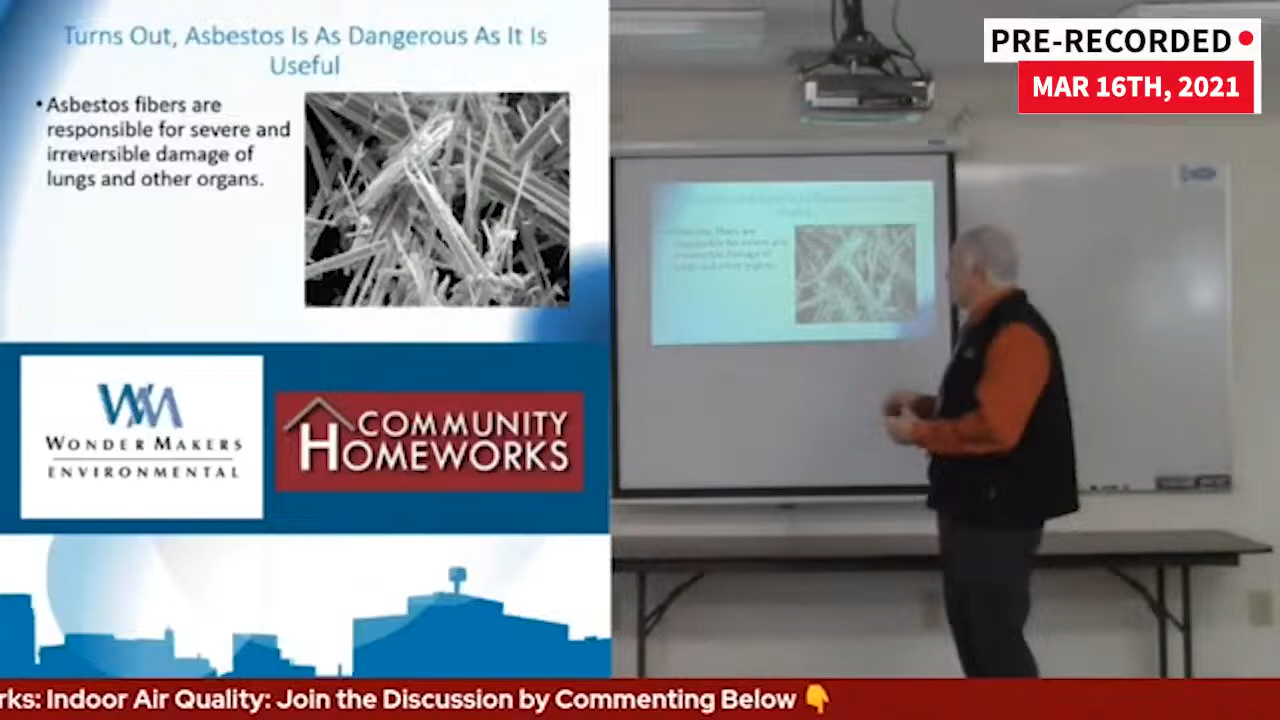 Turns Out, Asbestos Is As Dangerous As It Is
Useful
• Asbestos fibers are
responsible for severe and
irreversible damage of
lungs and other organs.
PRE-RECORDED
MAR 16TH, 2021
WM
WONDER MAKERS
ENVIRONMENTAL
COMMUNITY
HOMEWORKS
rks: Indoor Air Quality: Join the Discussion by Commenting Below 👇